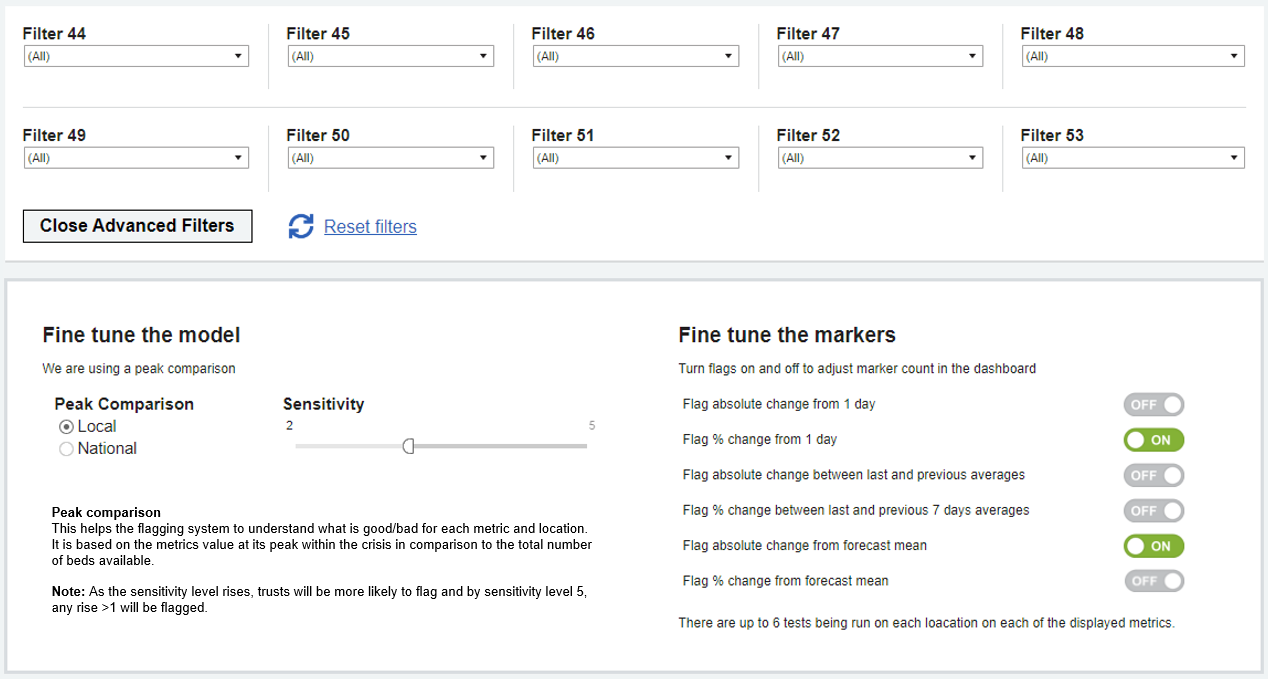 Filter 44 Filter 45 Filter 46 Filter 47 Filter 48
(All) (All) (All) (All) (All)
Filter 49 Filter 50 Filter 51 Filter 52 Filter 53
(All) (All) (All) (All) (All)
Close Advanced Filters Reset filters
Fine tune the model
We are using a peak comparison
Peak Comparison
Local
National
Sensitivity
2 5
Peak comparison
This helps the flagging system to understand what is good/bad for each metric and location.
It is based on the metrics value at its peak within the crisis in comparison to the total number
of beds available.
Note: As the sensitivity level rises, trusts will be more likely to flag and by sensitivity level 5,
any rise >1 will be flagged.
Fine tune the markers
Turn flags on and off to adjust marker count in the dashboard
Flag absolute change from 1 day OFF
Flag % change from 1 day ON
Flag absolute change between last and previous averages OFF
Flag % change between last and previous 7 days averages OFF
Flag absolute change from forecast mean ON
Flag % change from forecast mean OFF
There are up to 6 tests being run on each loacation on each of the displayed metrics.